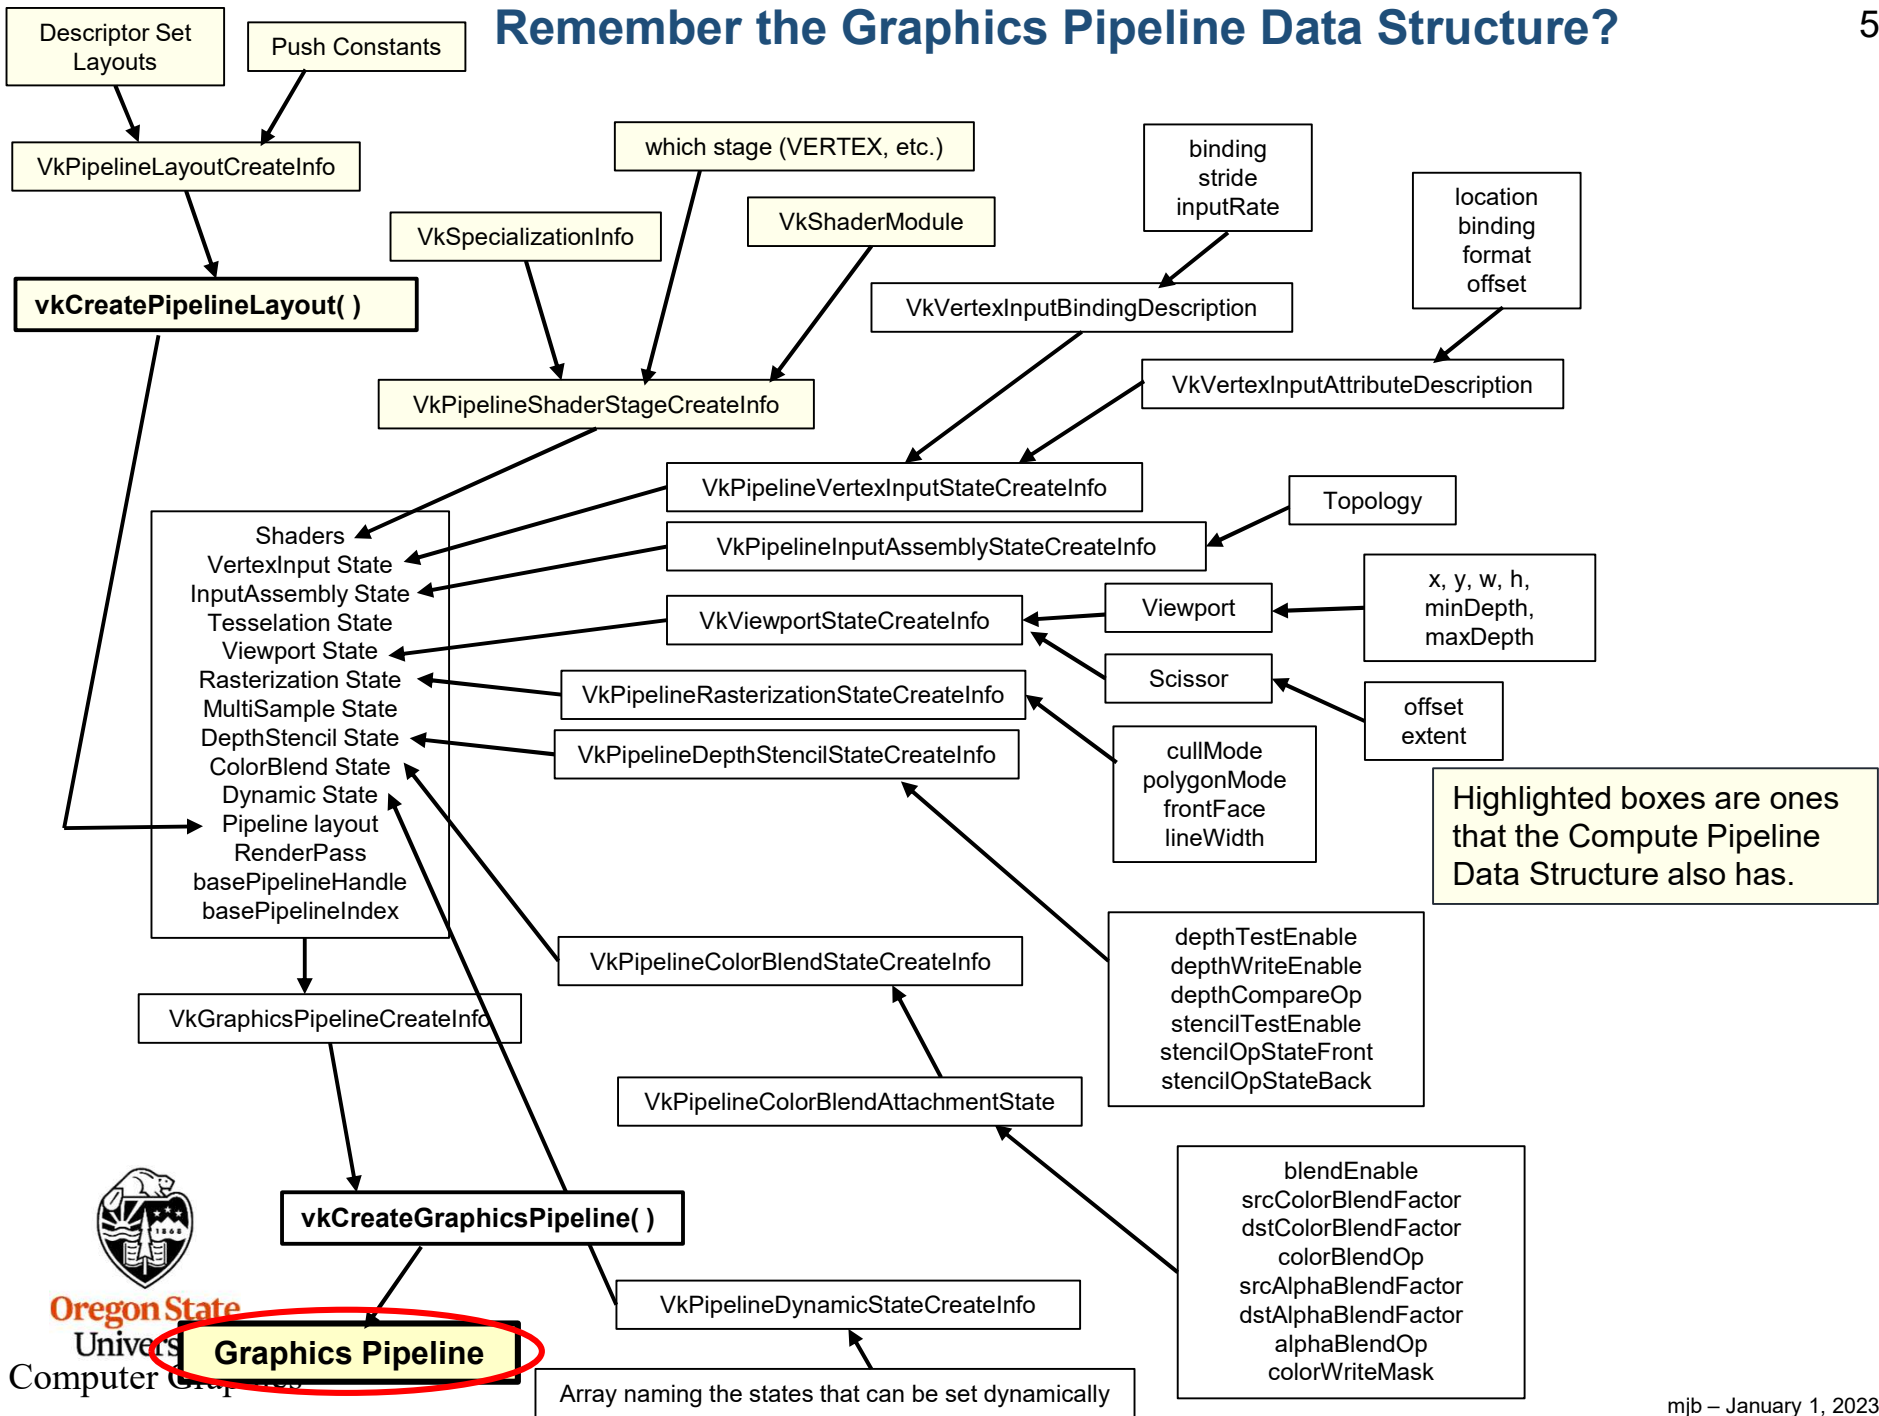 Remember the Graphics Pipeline Data Structure?
5
Descriptor Set
Layouts
Push Constants
VkPipelineLayoutCreateInfo
vkCreatePipelineLayout( )
which stage (VERTEX, etc.)
VkSpecializationInfo
VkShaderModule
VkPipelineShaderStageCreateInfo
binding
stride
inputRate
location
binding
format
offset
VkVertexInputBindingDescription
VkVertexInputAttributeDescription
VkPipelineVertexInputStateCreateInfo
Topology
VkPipelineInputAssemblyStateCreateInfo
Shaders
VertexInput State
InputAssembly State
Tesselation State
Viewport State
Rasterization State
MultiSample State
DepthStencil State
ColorBlend State
Dynamic State
Pipeline layout
RenderPass
basePipelineHandle
basePipelineIndex
VkViewportStateCreateInfo
Viewport
x, y, w, h,
minDepth,
maxDepth
Scissor
offset
extent
VkPipelineRasterizationStateCreateInfo
cullMode
polygonMode
frontFace
lineWidth
VkPipelineDepthStencilStateCreateInfo
Highlighted boxes are ones
that the Compute Pipeline
Data Structure also has.
depthTestEnable
depthWriteEnable
depthCompareOp
stencilTestEnable
stencilOpStateFront
stencilOpStateBack
VkPipelineColorBlendStateCreateInfo
VkGraphicsPipelineCreateInfo
VkPipelineColorBlendAttachmentState
blendEnable
srcColorBlendFactor
dstColorBlendFactor
colorBlendOp
srcAlphaBlendFactor
dstAlphaBlendFactor
alphaBlendOp
colorWriteMask
vkCreateGraphicsPipeline( )
VkPipelineDynamicStateCreateInfo
Array naming the states that can be set dynamically
Graphics Pipeline
1868
Oregon State
Computer
mjb – January 1, 2023